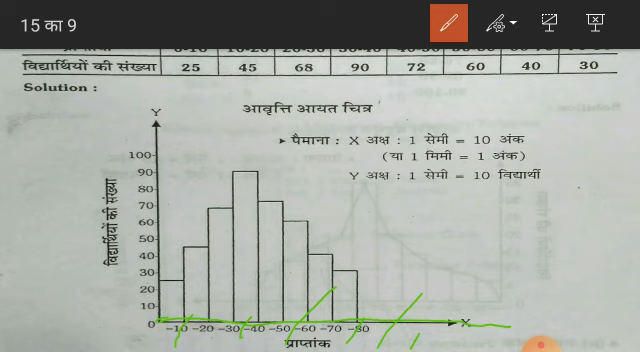 15 का 9
विद्यार्थियों की संख्या 25 45 68 90 72 60 40 30
Solution :
आवृत्ति आयत चित्र
Y
➤ पैमाना : X अक्ष : 1 सेमी = 10 अंक
(या 1 मिमी = 1 अंक)
Y अक्ष : 1 सेमी = 10 विद्यार्थी
विद्यार्थियों की संख्या
100
90
80
70
60
50
40
30
20
10
0
10 20 30 40 50 60 70 80 X
प्राप्तांक